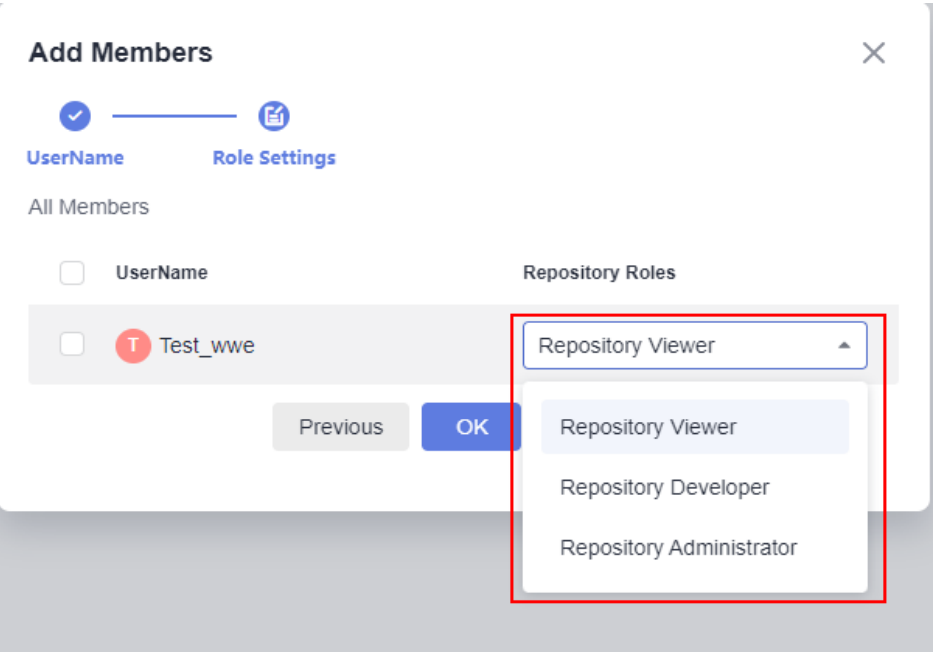 Add Members
UserName Role Settings
All Members
UserName Repository Roles
T Test_wwe Repository Viewer
Previous OK
Repository Viewer
Repository Developer
Repository Administrator